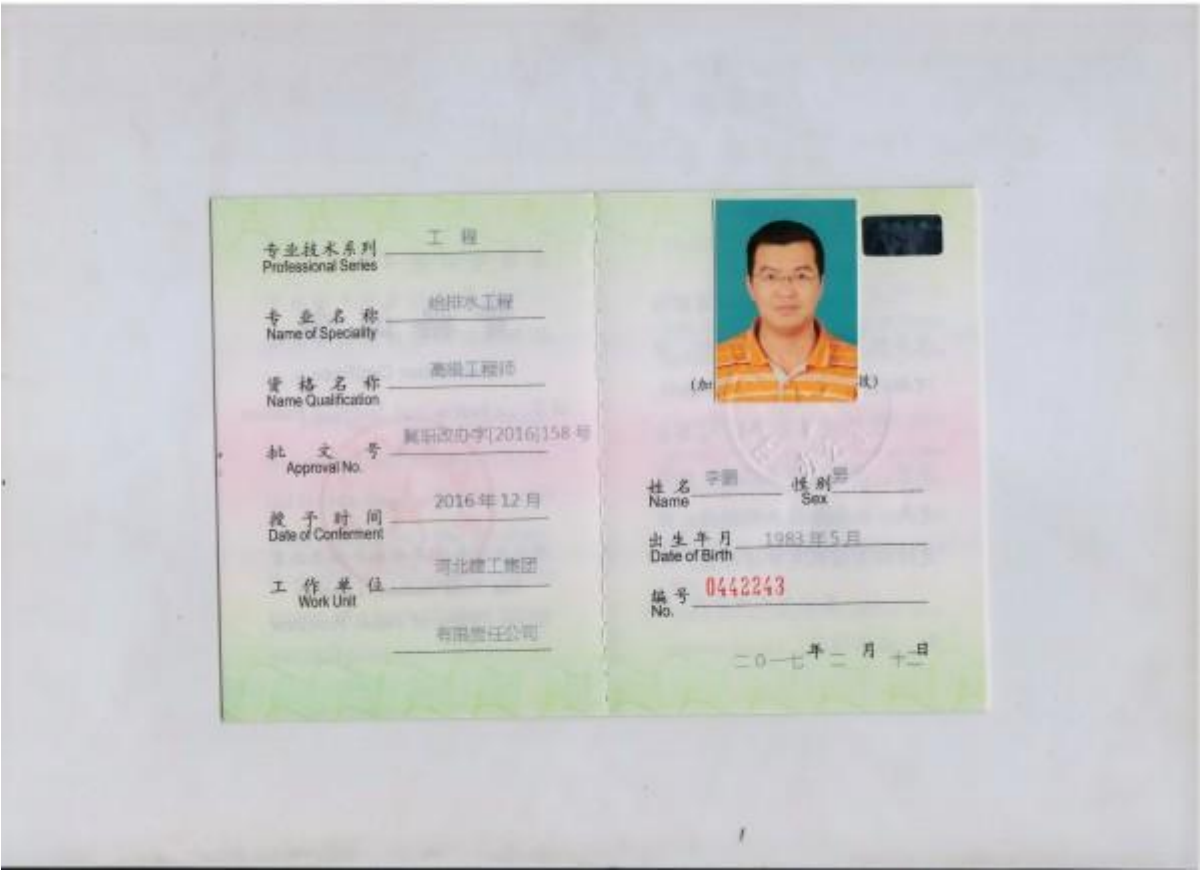 专业技术系列 工程
Professional Series
专业名称 给排水工程
Name of Speciality
资格名称 高级工程师
Name Qualification
批文号 冀职改办字[2016]158号
Approval No.
授予时间 2016年12月
Date of Conferment
工作单位 河北建工集团
Work Unit
有限责任公司
(加
效)
姓名 李鹏 性别 男
Name Sex
出生年月 1983年5月
Date of Birth
编号 0442243
No.
二〇一七年二月十二日